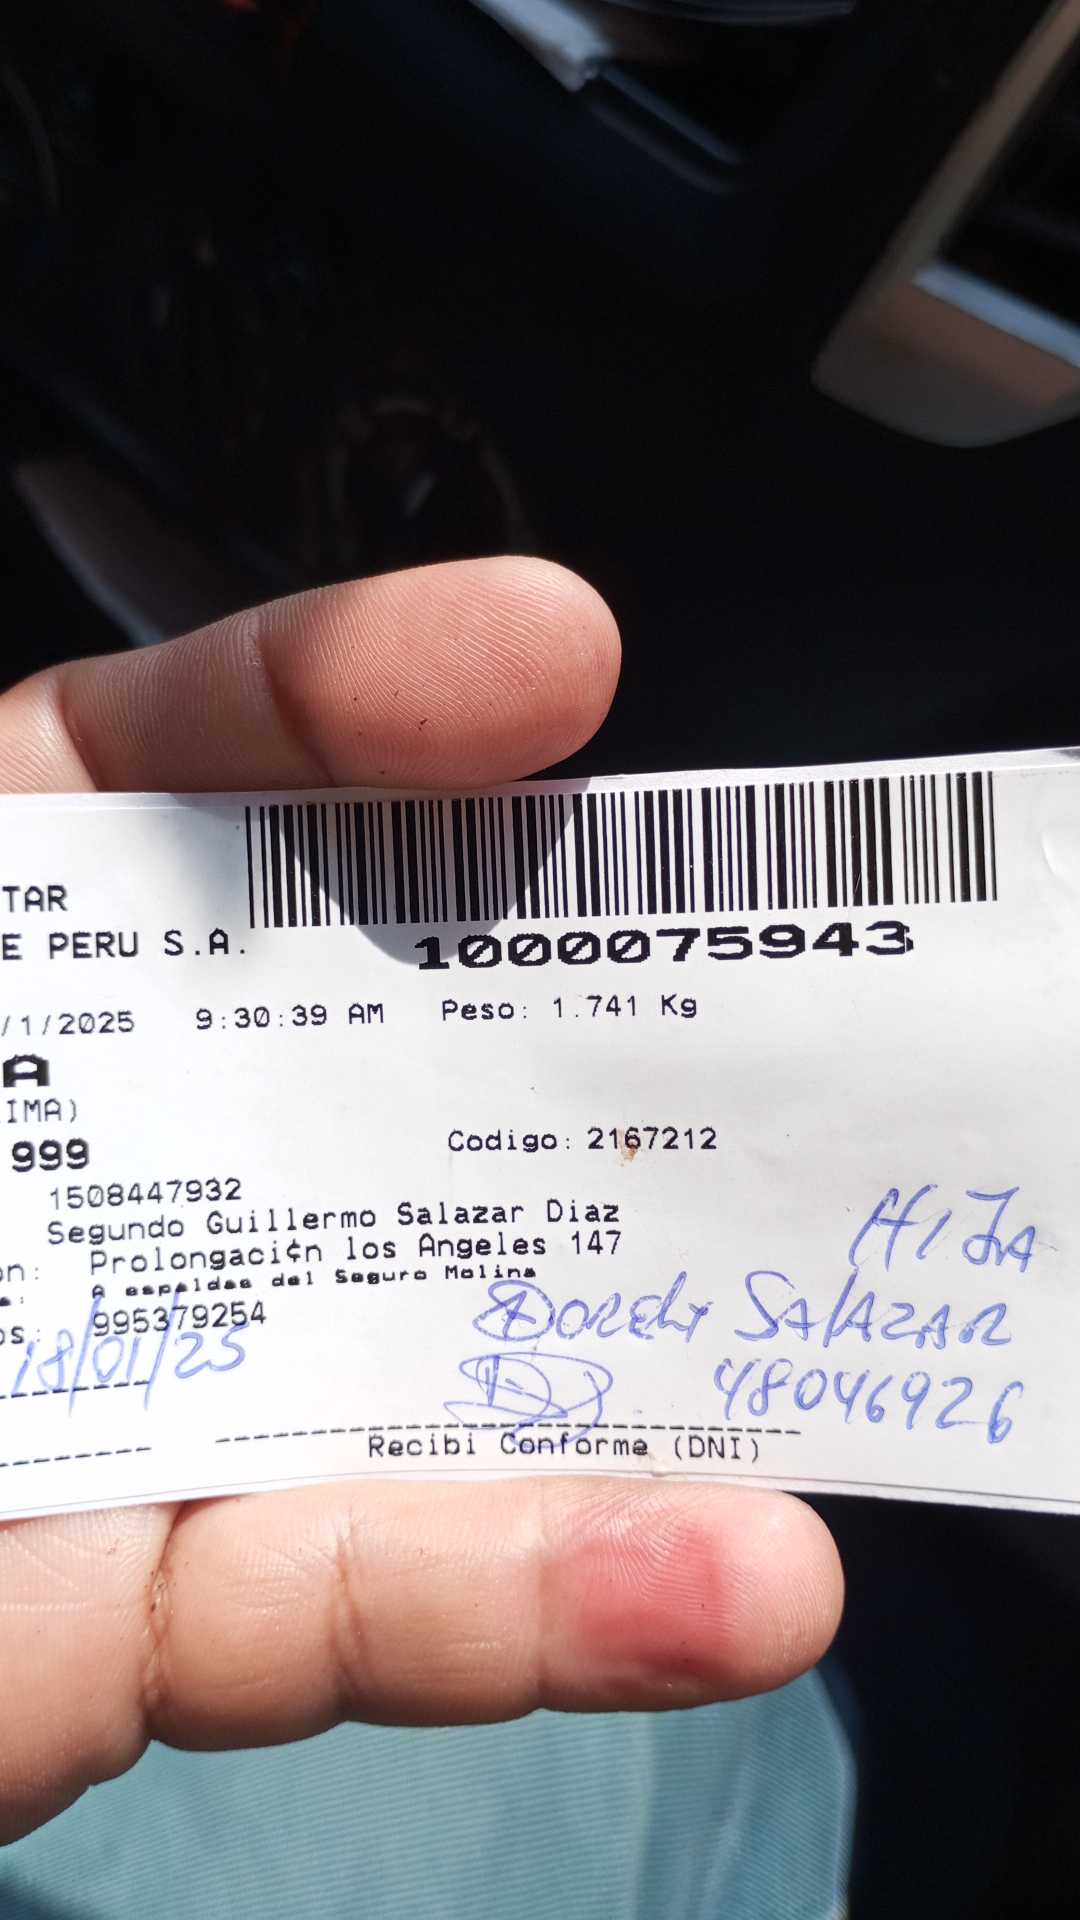 TAR
E PERU S.A.
1000075943
/1/2025 9:30:39 AM Peso: 1.741 Kg
A
IMA)
999
Codigo: 2167212
1508447932
Segundo Guillermo Salazar Diaz
on: Prolongaci¢n los Angeles 147
A espaldas del Seguro Molina
os: 995379254
HIJA
18/01/25
SALAZAR
48046926
Recibi Conforme (DNI)